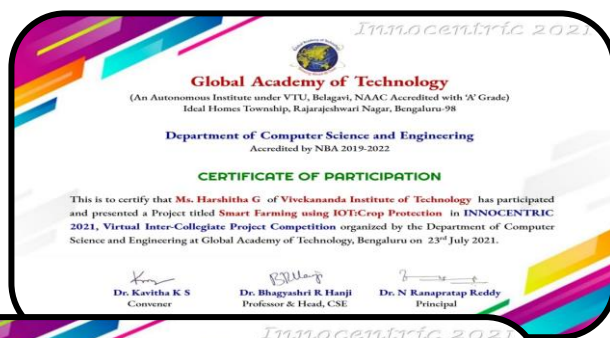 Innocentric 2021
Global Academy of Technology
(An Autonomous Institute under VTU, Belagavi, NAAC Accredited with ‘A’ Grade)
Ideal Homes Township, Rajarajeshwari Nagar, Bengaluru-98
Department of Computer Science and Engineering
Accredited by NBA 2019-2022
CERTIFICATE OF PARTICIPATION
This is to certify that Ms. Harshitha G of Vivekananda Institute of Technology has participated
and presented a Project titled Smart Farming using IOT:Crop Protection in INNOCENTRIC
2021, Virtual Inter-Collegiate Project Competition organized by the Department of Computer
Science and Engineering at Global Academy of Technology, Bengaluru on 23rd July 2021.
Dr. Kavitha K S Dr. Bhagyashri R Hanji Dr. N Ranapratap Reddy
Convener Professor & Head, CSE Principal
Innocentric 2021